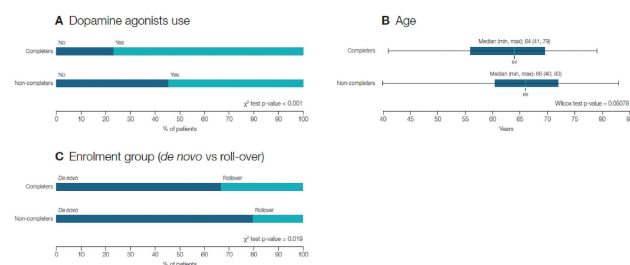 A Dopamine agonists use
No Yes
Completers
No Yes
Non-completers
χ² test p-value < 0.001
0 10 20 30 40 50 60 70 80 90 100
% of patients
B Age
Median (min, max): 64 (41, 79)
Completers
64
Median (min, max): 66 (40, 83)
Non-completers
66
Wilcox test p-value = 0.05078
40 45 50 55 60 65 70 75 80 85
Years
C Enrolment group (de novo vs roll-over)
De novo Rollover
Completers
De novo Rollover
Non-completers
χ² test p-value = 0.019
0 10 20 30 40 50 60 70 80 90 100
% of patients